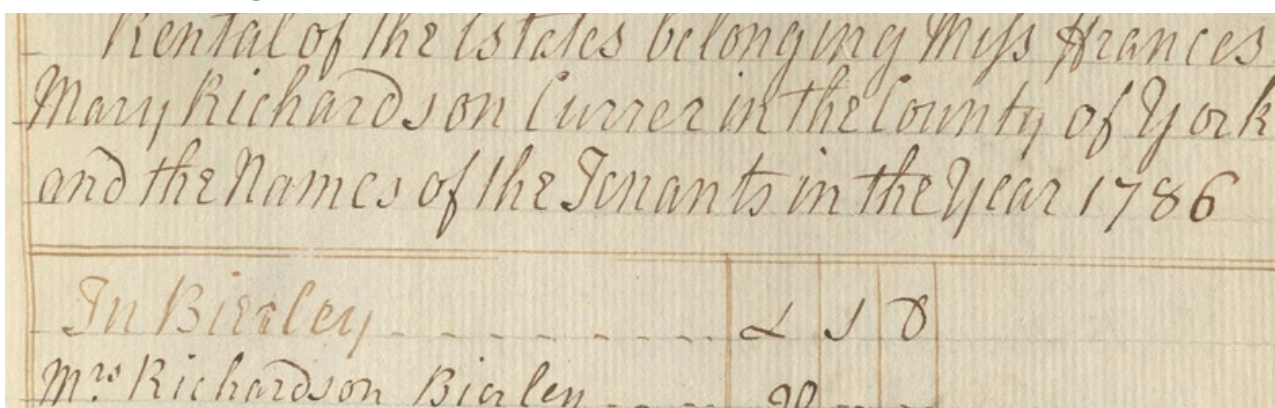 Rental of the Estates belonging Miss Frances
Mary Richardson Currer in the County of York
and the Names of the Tenants in the Year 1786
In Bierley - - - - - - - - £ S D
Mrs Richardson Bierley - - - - 90 - - - -